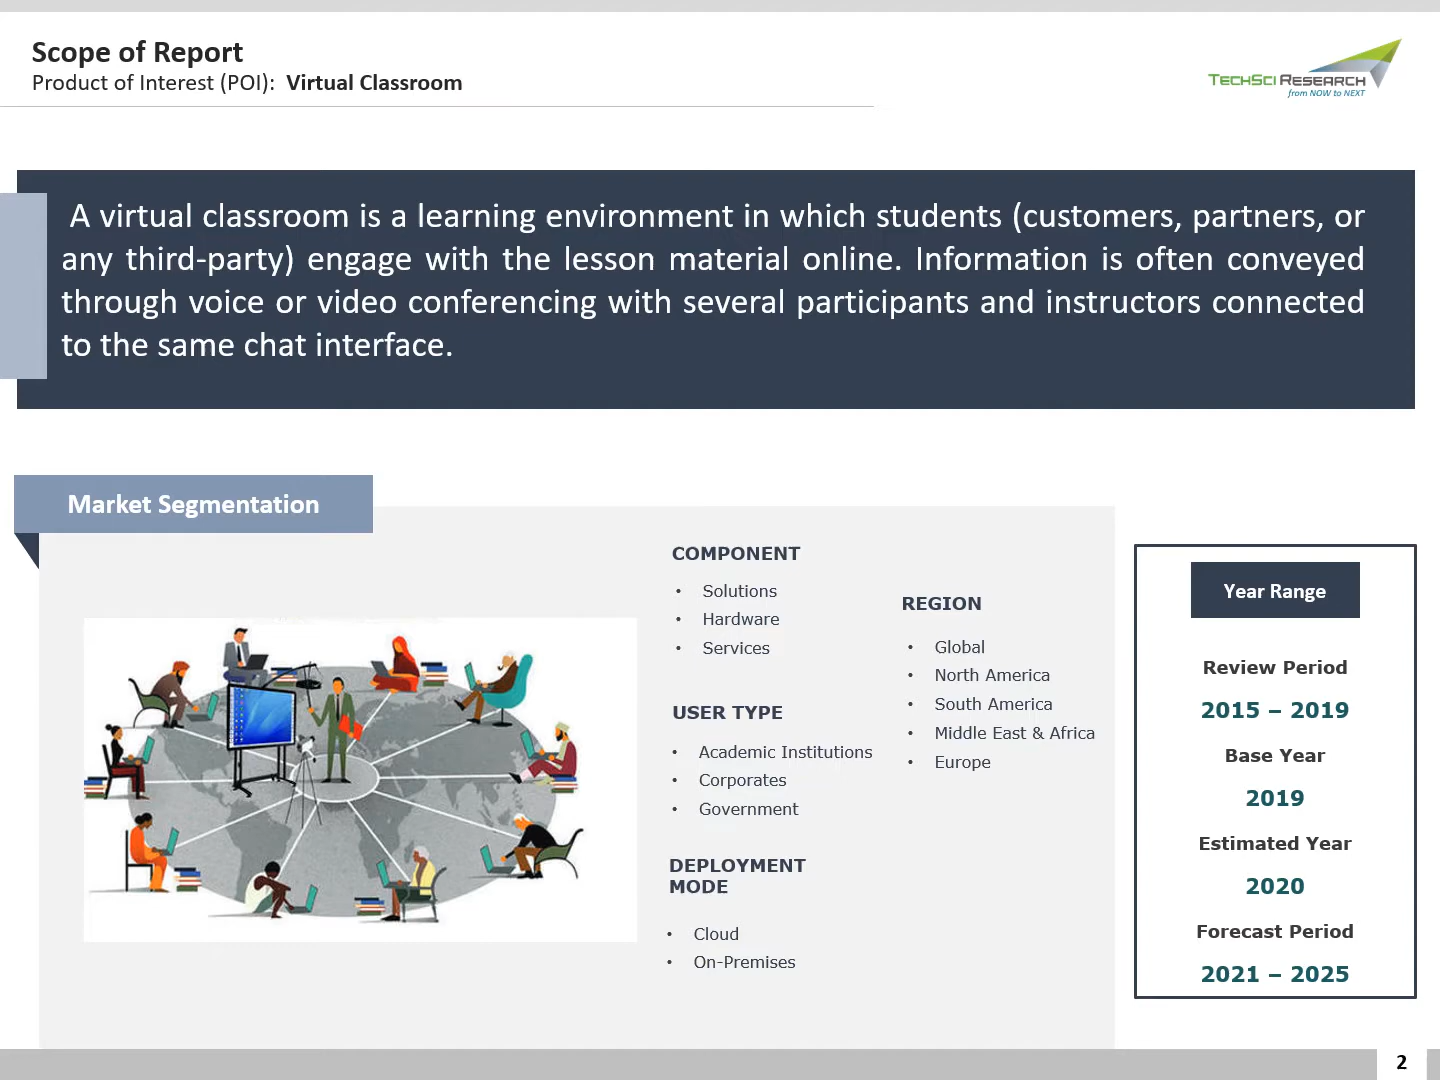 Scope of Report
Product of Interest (POI): Virtual Classroom
TechSci Research
from NOW to NEXT
A virtual classroom is a learning environment in which students (customers, partners, or
any third-party) engage with the lesson material online. Information is often conveyed
through voice or video conferencing with several participants and instructors connected
to the same chat interface.
Market Segmentation
COMPONENT
• Solutions
• Hardware
• Services
USER TYPE
• Academic Institutions
• Corporates
• Government
DEPLOYMENT
MODE
• Cloud
• On-Premises
REGION
• Global
• North America
• South America
• Middle East & Africa
• Europe
Year Range
Review Period
2015 – 2019
Base Year
2019
Estimated Year
2020
Forecast Period
2021 – 2025
2